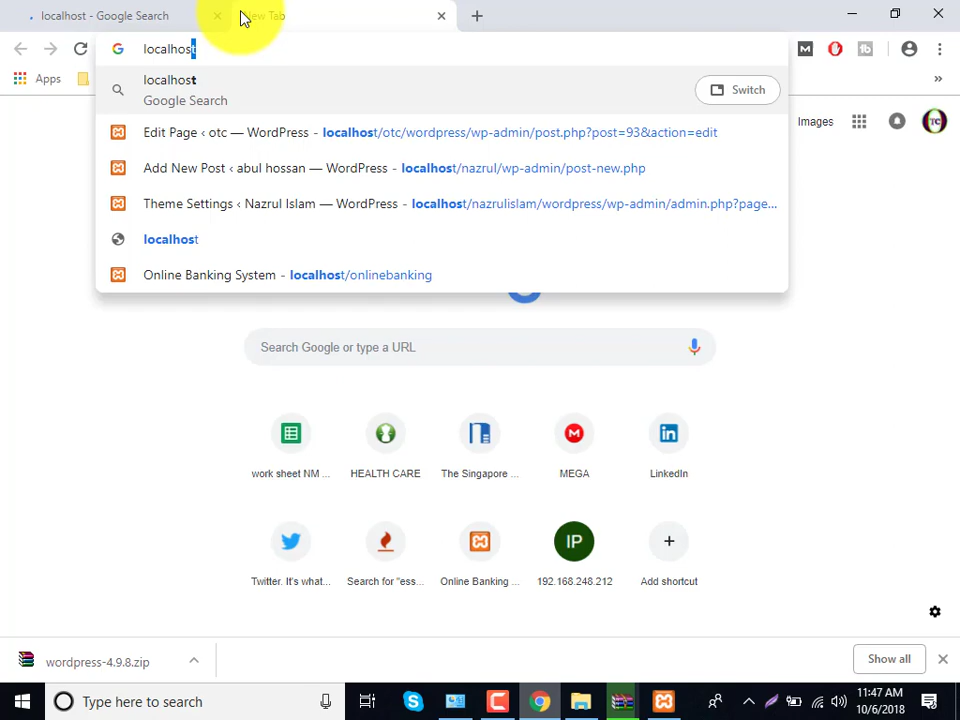 localhost - Google Search
New Tab
localhost
localhost
Google Search
Switch
Edit Page ‹ otc — WordPress - localhost/otc/wordpress/wp-admin/post.php?post=93&action=edit
Add New Post ‹ abul hossan — WordPress - localhost/nazrul/wp-admin/post-new.php
Theme Settings ‹ Nazrul Islam — WordPress - localhost/nazrulislam/wordpress/wp-admin/admin.php?page...
localhost
Online Banking System - localhost/onlinebanking
Apps
»
Images
TC
Search Google or type a URL
work sheet NM ...
HEALTH CARE
The Singapore ...
MEGA
LinkedIn
IP
Twitter. It's what...
Search for "ess...
Online Banking ...
192.168.248.212
Add shortcut
wordpress-4.9.8.zip
Show all
Type here to search
11:47 AM
10/6/2018